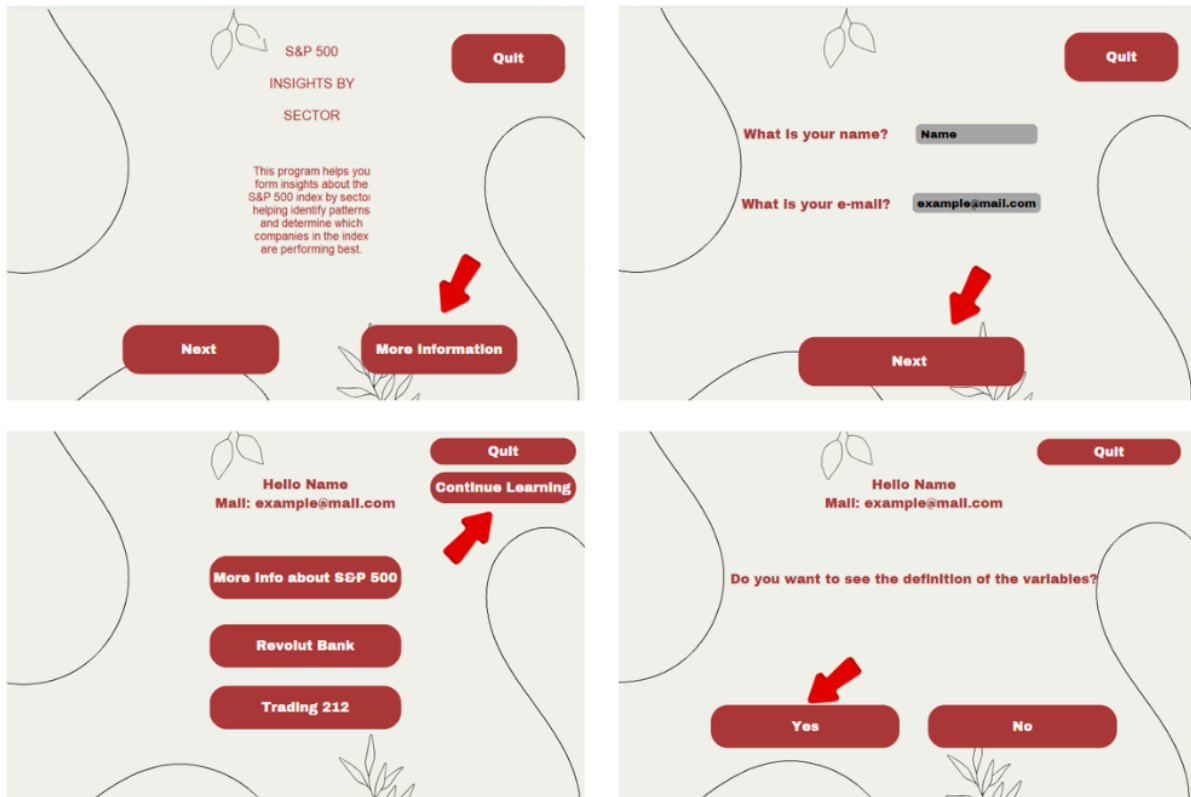 S&P 500
INSIGHTS BY
SECTOR
Quit
This program helps you
form insights about the
S&P 500 index by sector
helping identify patterns
and determine which
companies in the index
are performing best.
Next
More Information
Quit
What is your name?
Name
What is your e-mail?
example@mail.com
Next
Quit
Continue Learning
Hello Name
Mail: example@mail.com
More Info about S&P 500
Revolut Bank
Trading 212
Quit
Hello Name
Mail: example@mail.com
Do you want to see the definition of the variables?
Yes
No